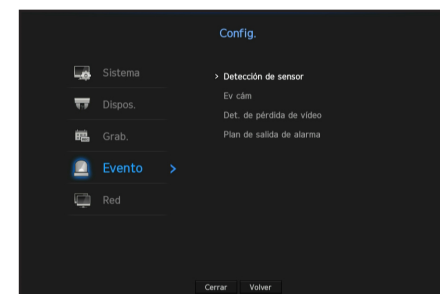 Config.
Sistema
Dispos.
Grab.
Evento
Red
> Detección de sensor
Ev cám
Det. de pérdida de vídeo
Plan de salida de alarma
Cerrar Volver